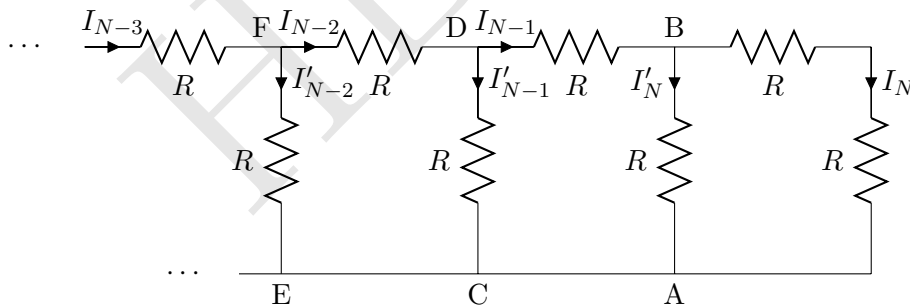 … I_{N−3} F I_{N−2} D I_{N−1} B
R R R R
I′_{N−2} I′_{N−1} I′_N I_N
R R R R
…
E C A